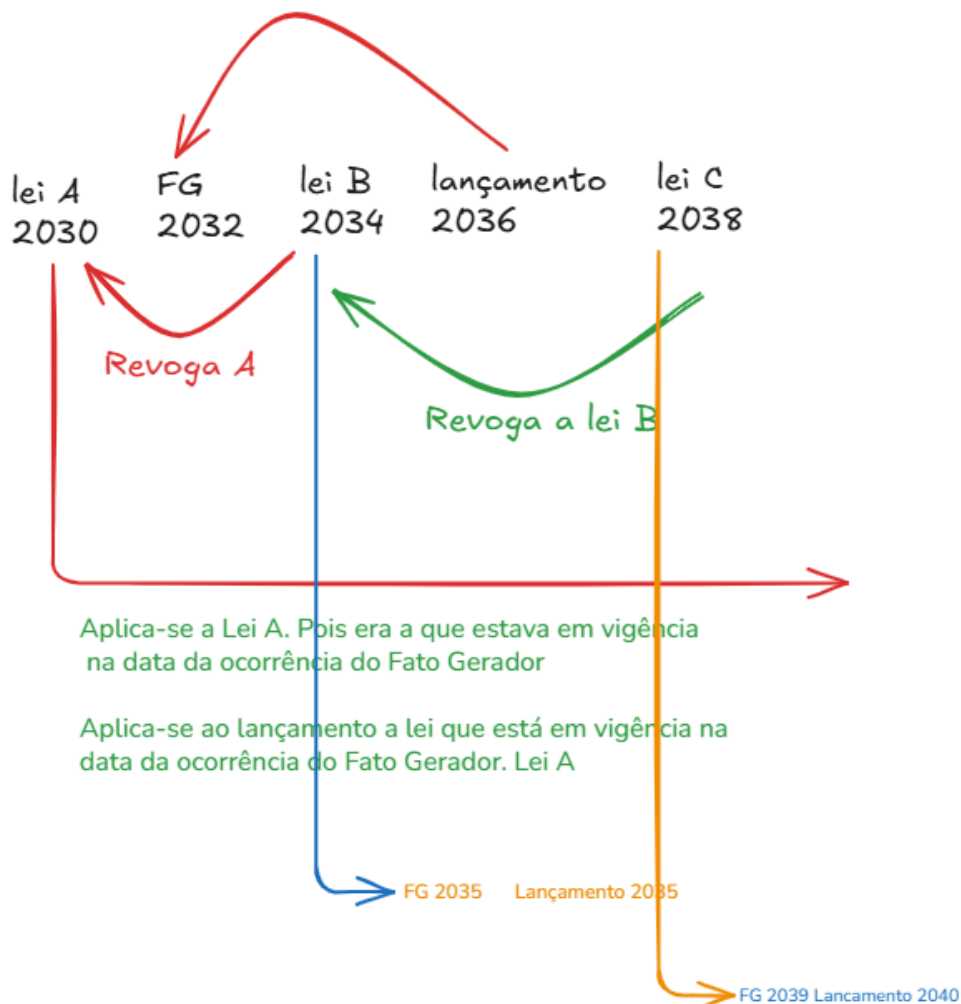 lei A
2030
FG
2032
lei B
2034
lançamento
2036
lei C
2038
Revoga A
Revoga a lei B
Aplica-se a Lei A. Pois era a que estava em vigência
na data da ocorrência do Fato Gerador
Aplica-se ao lançamento a lei que está em vigência na
data da ocorrência do Fato Gerador. Lei A
FG 2035 Lançamento 2035
FG 2039 Lancamento 2040